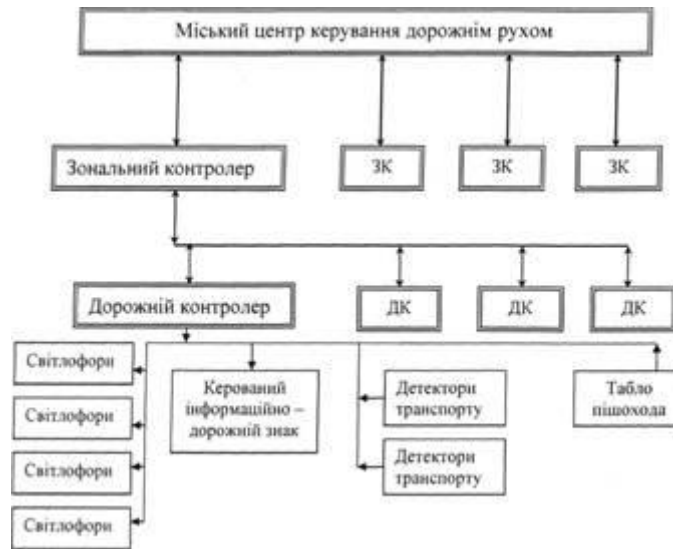 Міський центр керування дорожнім рухом
Зональний контролер
ЗК
ЗК
ЗК
Дорожній контролер
ДК
ДК
ДК
Світлофори
Світлофори
Світлофори
Світлофори
Керований
інформаційно –
дорожній знак
Детектори
транспорту
Детектори
транспорту
Табло
пішохода